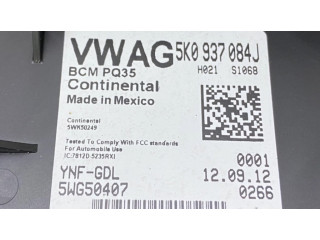 VWAG 5K0 937 084J
BCM PQ35 H021 S106B
Continental
Made in Mexico
Continental
5WK50249
Tested To Comply With FCC standards
For Automobile Use
IC:7812D-5235RXI
0001
YNF-GDL 12.09.12
5WG50407 0266